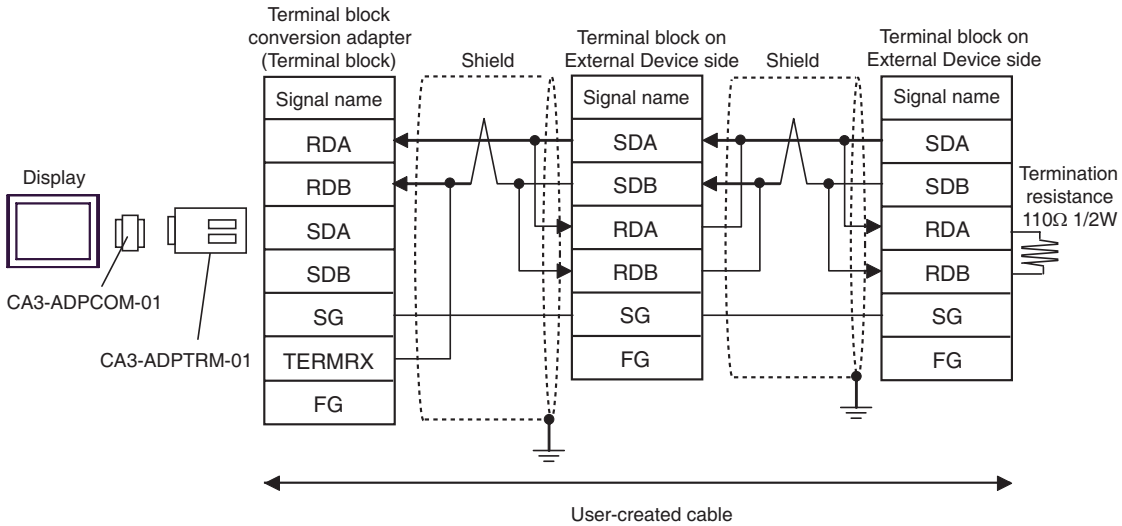 Terminal block
conversion adapter
(Terminal block)
Shield
Terminal block on
External Device side
Shield
Terminal block on
External Device side
Display
CA3-ADPCOM-01
CA3-ADPTRM-01
Signal name
RDA
RDB
SDA
SDB
SG
TERMRX
FG
Signal name
SDA
SDB
RDA
RDB
SG
FG
Signal name
SDA
SDB
RDA
RDB
SG
FG
Termination
resistance
110Ω 1/2W
User-created cable